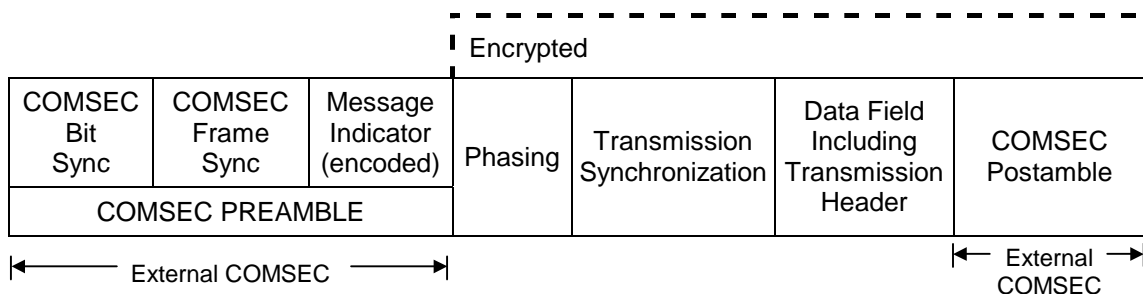 Encrypted
COMSEC
Bit
Sync
COMSEC
Frame
Sync
Message
Indicator
(encoded)
Phasing
Transmission
Synchronization
Data Field
Including
Transmission
Header
COMSEC
Postamble
COMSEC PREAMBLE
External COMSEC
External
COMSEC